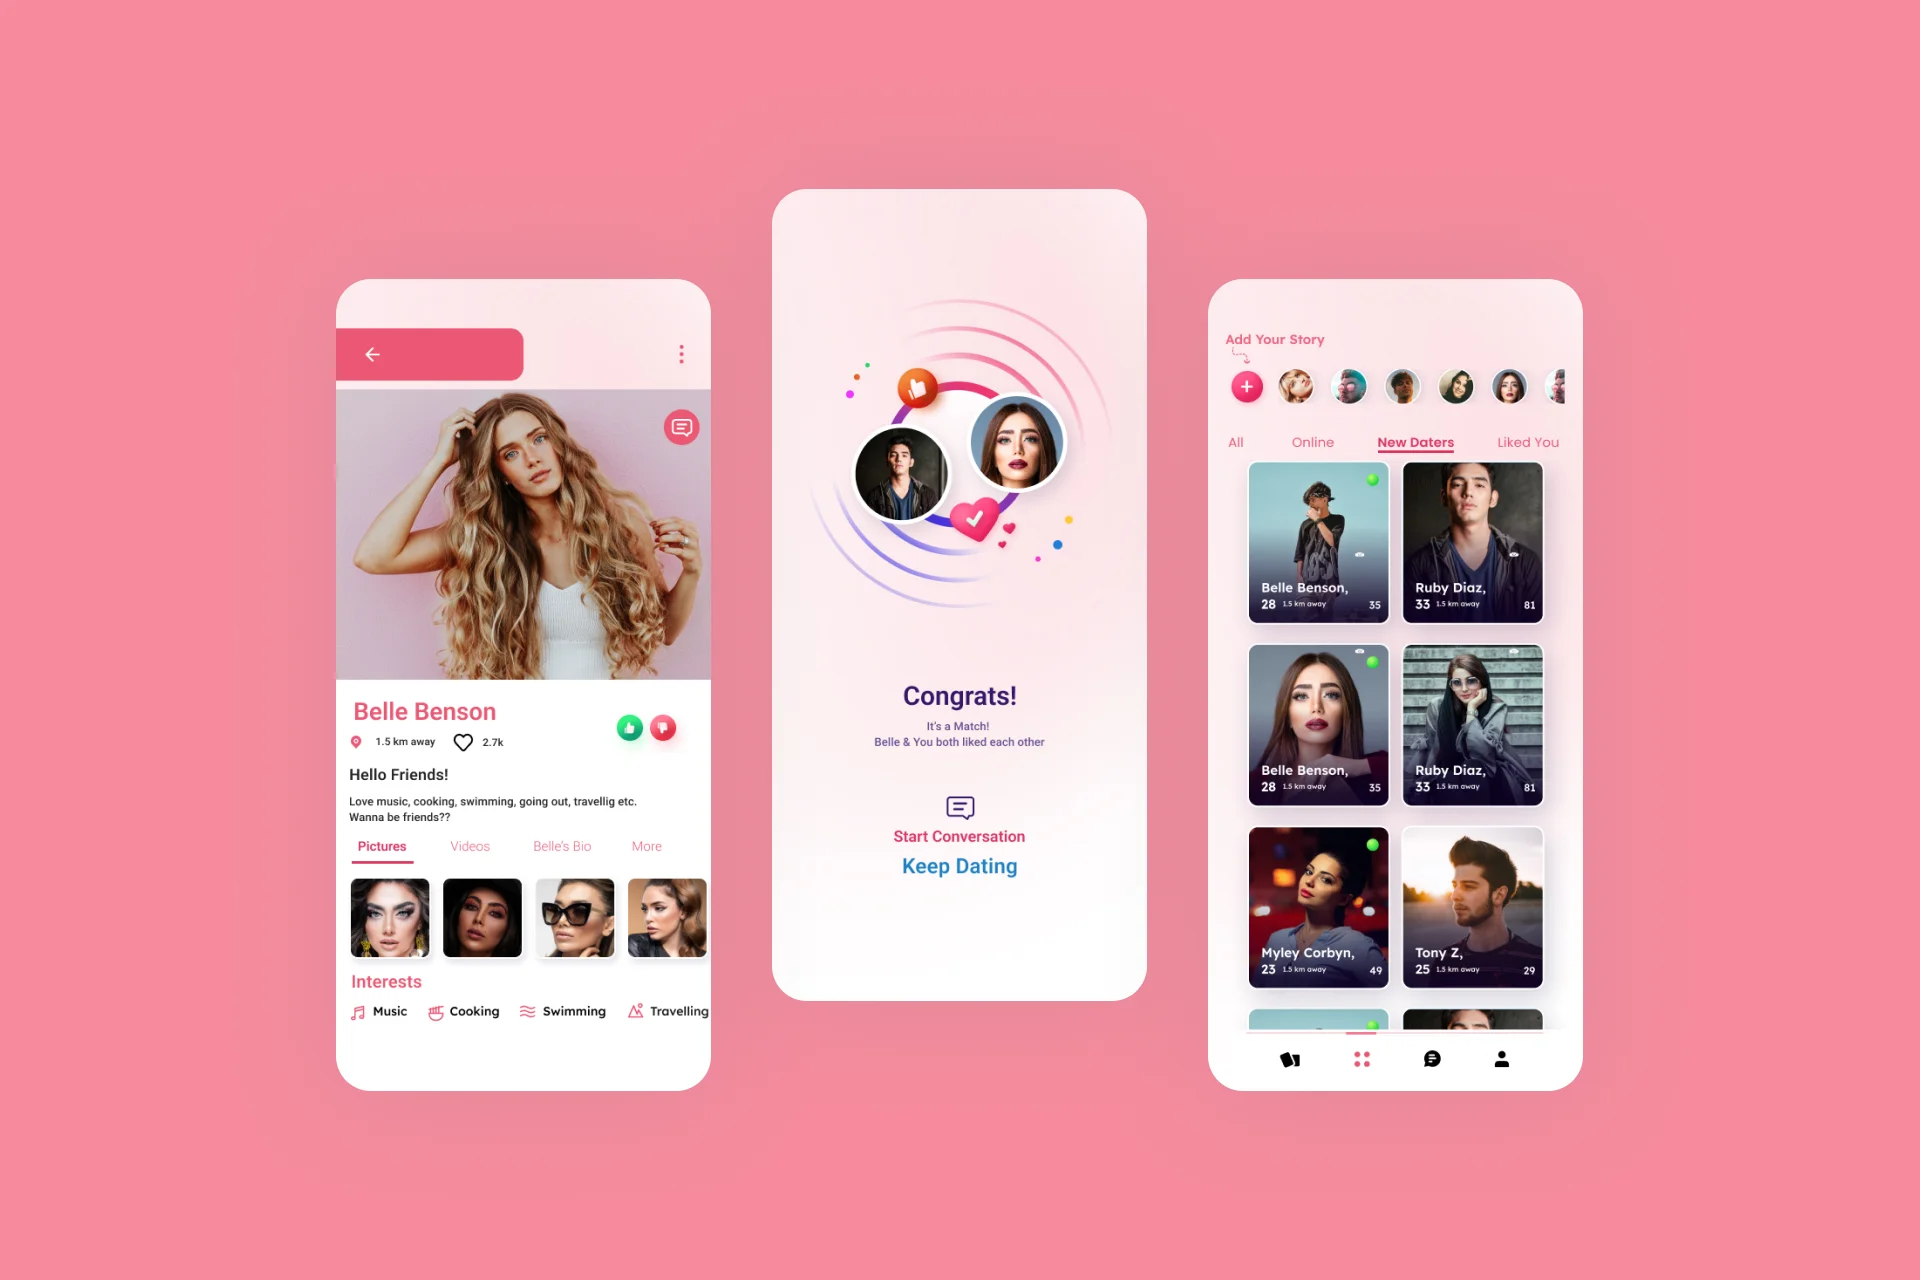 Belle Benson
1.5 km away
2.7k
Hello Friends!
Love music, cooking, swimming, going out, travellig etc.
Wanna be friends??
Pictures
Videos
Belle's Bio
More
Interests
Music
Cooking
Swimming
Travelling
Congrats!
It's a Match!
Belle & You both liked each other
Start Conversation
Keep Dating
Add Your Story
All
Online
New Daters
Liked You
Belle Benson,
28 1.5 km away 35
Ruby Diaz,
33 1.5 km away 81
Belle Benson,
28 1.5 km away 35
Ruby Diaz,
33 1.5 km away 81
Myley Corbyn,
23 1.5 km away 49
Tony Z,
25 1.5 km away 29